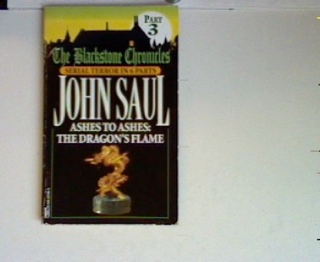 PART
3
The Blackstone Chronicles
SERIAL TERROR IN 6 PARTS
JOHN SAUL
ASHES TO ASHES:
THE DRAGON'S FLAME